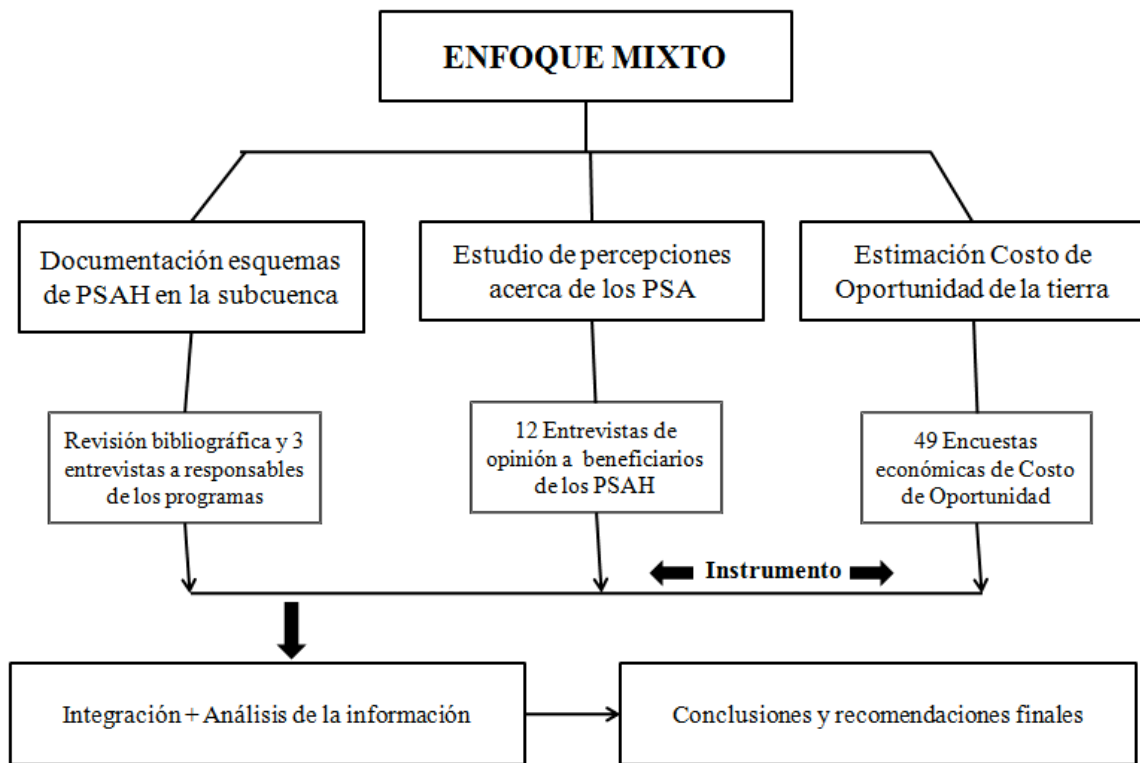 ENFOQUE MIXTO
Documentación esquemas
de PSAH en la subcuenca
Estudio de percepciones
acerca de los PSA
Estimación Costo de
Oportunidad de la tierra
Revisión bibliográfica y 3
entrevistas a responsables
de los programas
12 Entrevistas de
opinión a beneficiarios
de los PSAH
49 Encuestas
económicas de Costo
de Oportunidad
Instrumento
Integración + Análisis de la información
Conclusiones y recomendaciones finales